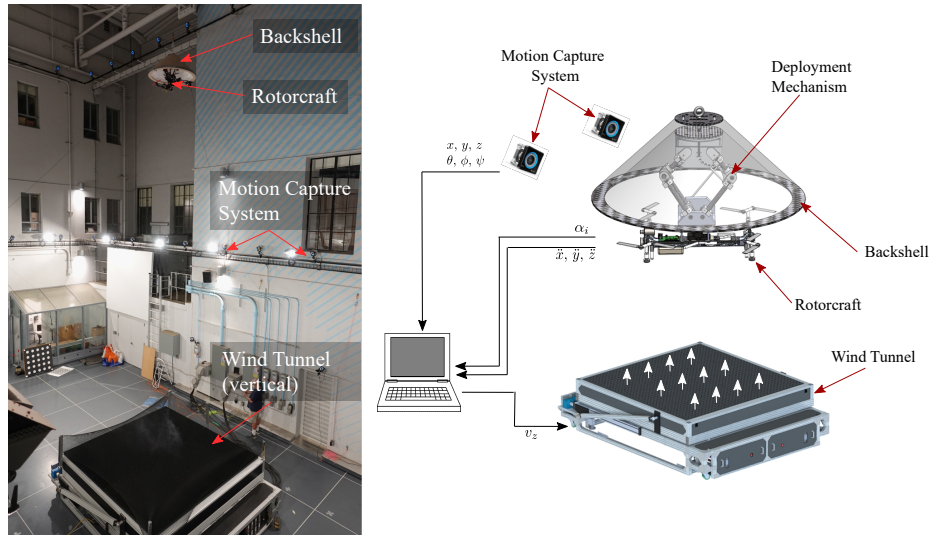 Backshell
Rotorcraft
Motion Capture
System
Wind Tunnel
(vertical)
Motion Capture
System
Deployment
Mechanism
x, y, z
θ, ϕ, ψ
α_i
ẍ, ÿ, z̈
Backshell
Rotorcraft
Wind Tunnel
v_z